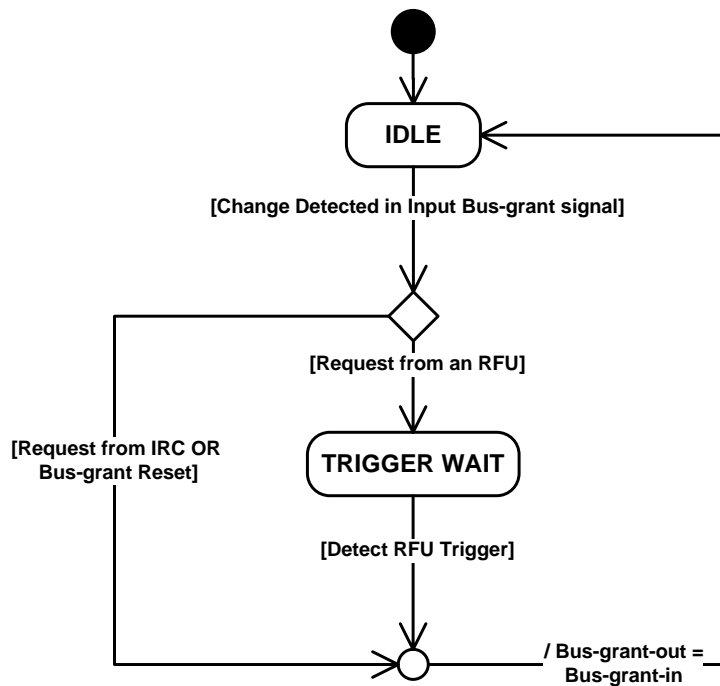 IDLE
[Change Detected in Input Bus-grant signal]
[Request from an RFU]
[Request from IRC OR
Bus-grant Reset]
TRIGGER WAIT
[Detect RFU Trigger]
/ Bus-grant-out =
Bus-grant-in